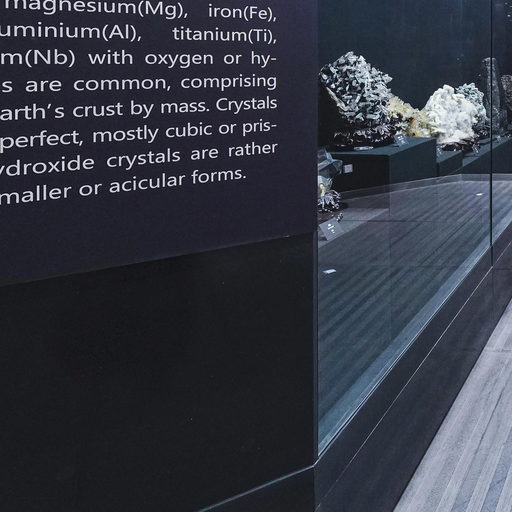 magnesium(Mg), iron(Fe),
uminium(Al), titanium(Ti),
m(Nb) with oxygen or hy-
s are common, comprising
arth's crust by mass. Crystals
perfect, mostly cubic or pris-
ydroxide crystals are rather
maller or acicular forms.